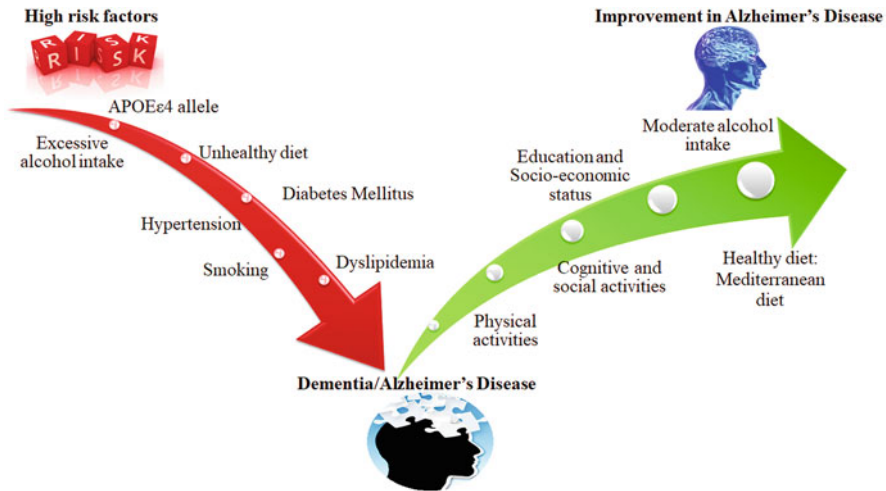 High risk factors
R I S K
R I S K
APOEε4 allele
Excessive
alcohol intake
Unhealthy diet
Diabetes Mellitus
Hypertension
Smoking
Dyslipidemia
Dementia/Alzheimer's Disease
Improvement in Alzheimer's Disease
Moderate alcohol
intake
Education and
Socio-economic
status
Cognitive and
social activities
Healthy diet:
Mediterranean
diet
Physical
activities